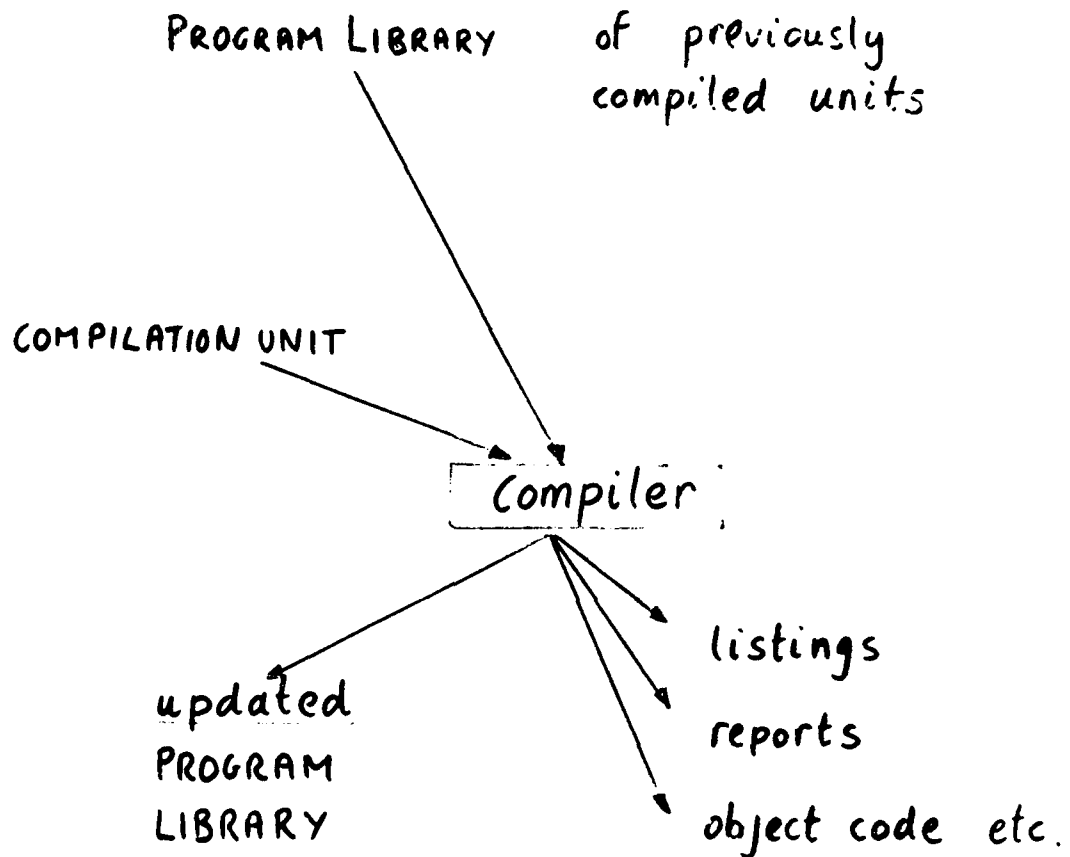 PROGRAM LIBRARY of previously
compiled units
COMPILATION UNIT
Compiler
listings
updated
reports
PROGRAM
LIBRARY
object code etc.